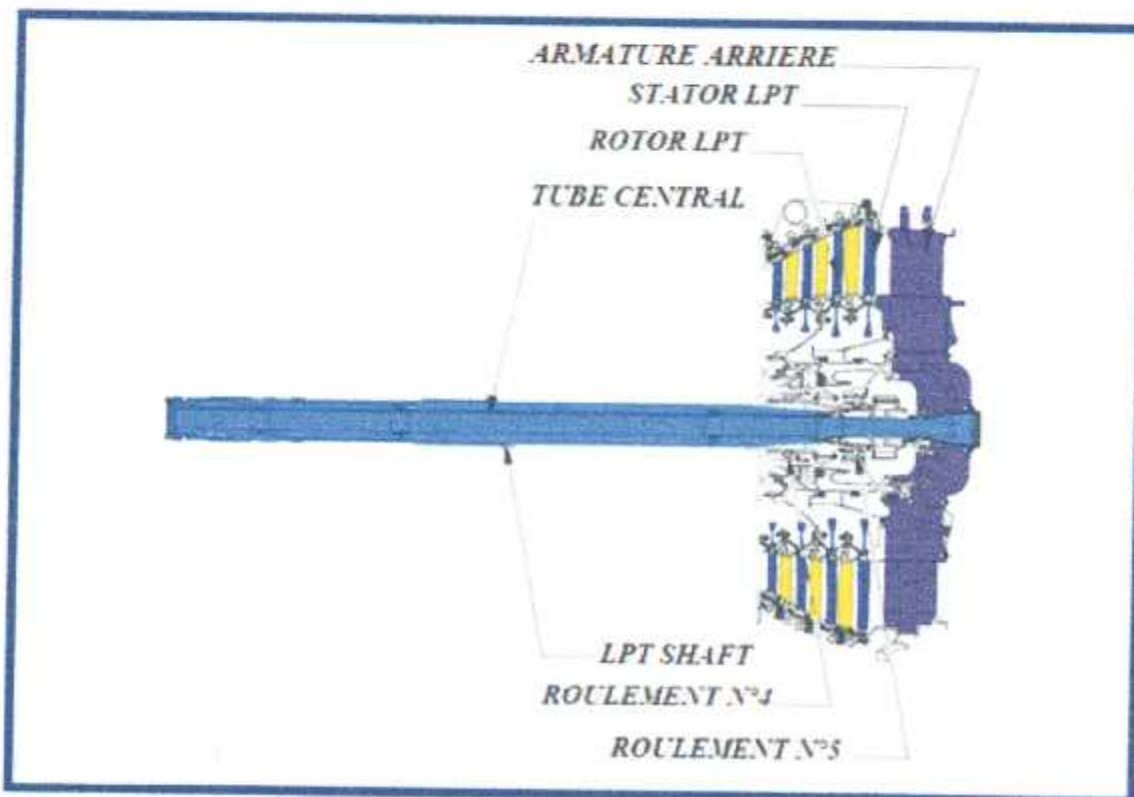 ARMATURE ARRIERE
STATOR LPT
ROTOR LPT
TUBE CENTRAL
LPT SHAFT
ROULEMENT N°4
ROULEMENT N°5